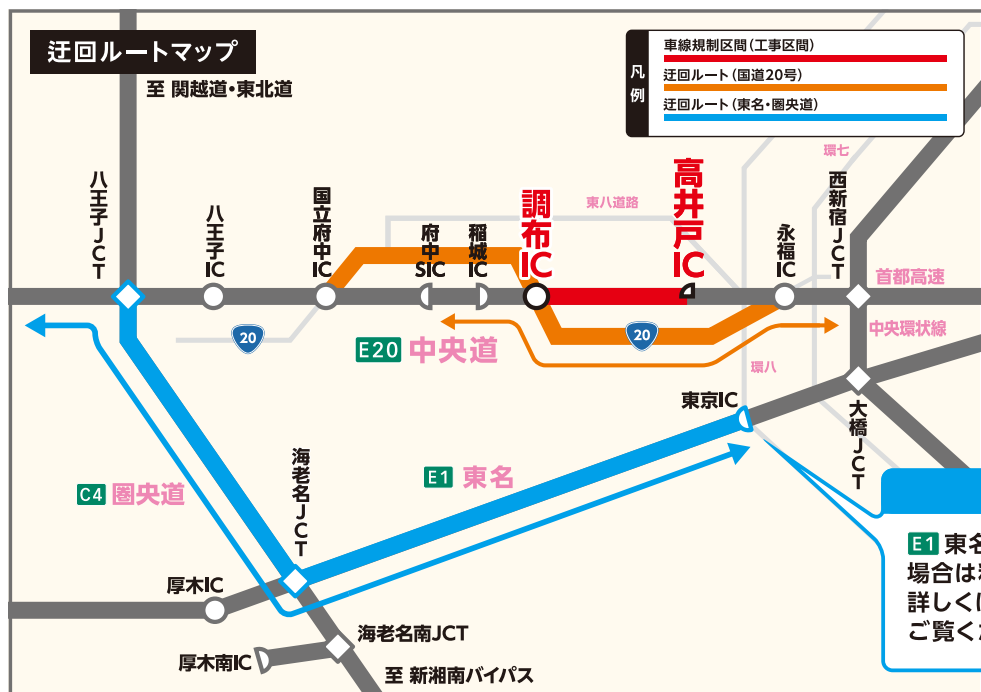 迂回ルートマップ
至 関越道・東北道
凡例
車線規制区間（工事区間）
迂回ルート（国道20号）
迂回ルート（東名・圏央道）
環七
東八道路
八王子JCT
八王子IC
国立府中IC
府中SIC
稲城IC
調布IC
高井戸IC
永福IC
西新宿JCT
首都高速
中央環状線
20
E20 中央道
20
環八
東京IC
大橋JCT
C4 圏央道
海老名JCT
E1 東名
厚木IC
海老名南JCT
厚木南IC
至 新湘南バイパス
E1 東名
場合は
詳しく
ご覧く